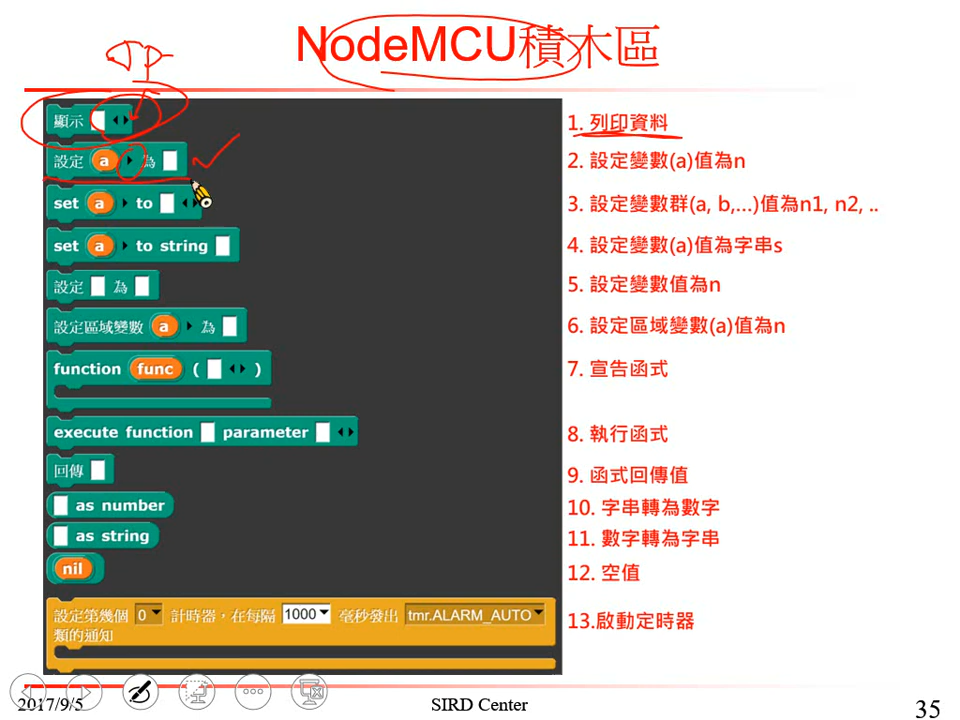 NodeMCU積木區
顯示
1. 列印資料
設定 a 為
2. 設定變數(a)值為n
set a to
3. 設定變數群(a, b,...)值為n1, n2, ..
set a to string
4. 設定變數(a)值為字串s
設定 為
5. 設定變數值為n
設定區域變數 a 為
6. 設定區域變數(a)值為n
function func ( )
7. 宣告函式
execute function parameter
8. 執行函式
回傳
9. 函式回傳值
as number
10. 字串轉為數字
as string
11. 數字轉為字串
nil
12. 空值
設定第幾個 0 計時器，在每隔 1000 毫秒發出 tmr.ALARM_AUTO
類的通知
13.啟動定時器
2017/9/5
SIRD Center
35